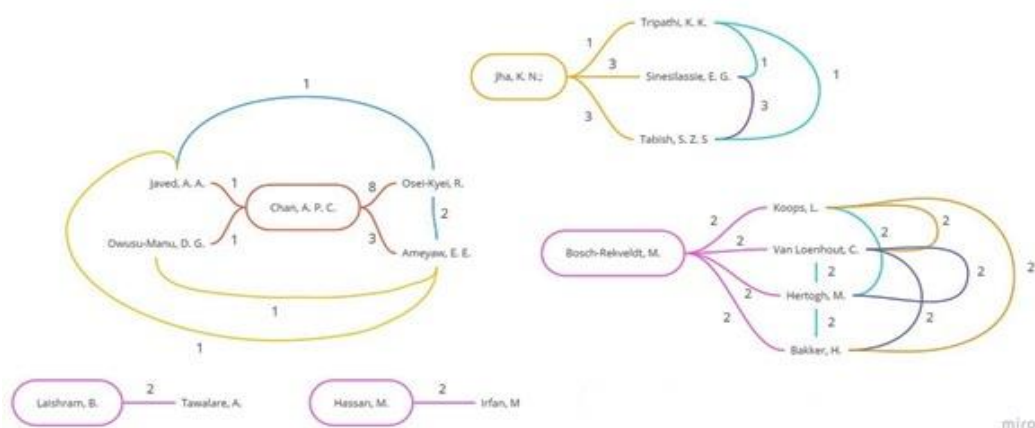 Tripathi, K. K.
1
3
Jha, K. N.;
Sinesilassie, E. G.
1
1
3
3
Tabish, S. Z. S
1
Javed, A. A.
1
8
Osei-Kyei, R.
Chan, A. P. C.
2
Owusu-Manu, D. G.
1
3
Ameyaw, E. E.
1
1
Koops, L.
2
2
2
Bosch-Rekveldt, M.
2
Van Loenhout, C.
2
2
2
2
Hertogh, M.
2
2
2
Bakker, H.
Laishram, B.
2
Tawalare, A.
Hassan, M.
2
Irfan, M
miro